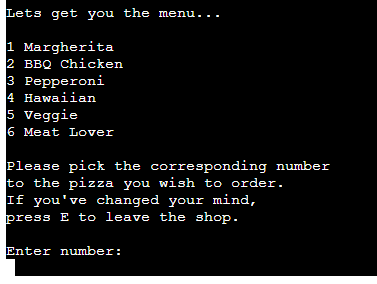 Lets get you the menu...
1 Margherita
2 BBQ Chicken
3 Pepperoni
4 Hawaiian
5 Veggie
6 Meat Lover
Please pick the corresponding number
to the pizza you wish to order.
If you've changed your mind,
press E to leave the shop.
Enter number: